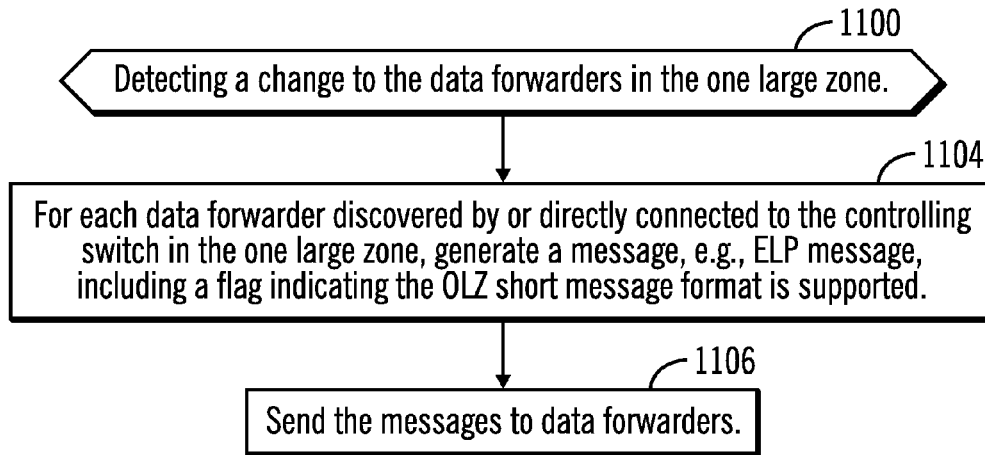 1100
Detecting a change to the data forwarders in the one large zone.
1104
For each data forwarder discovered by or directly connected to the controlling
switch in the one large zone, generate a message, e.g., ELP message,
including a flag indicating the OLZ short message format is supported.
1106
Send the messages to data forwarders.